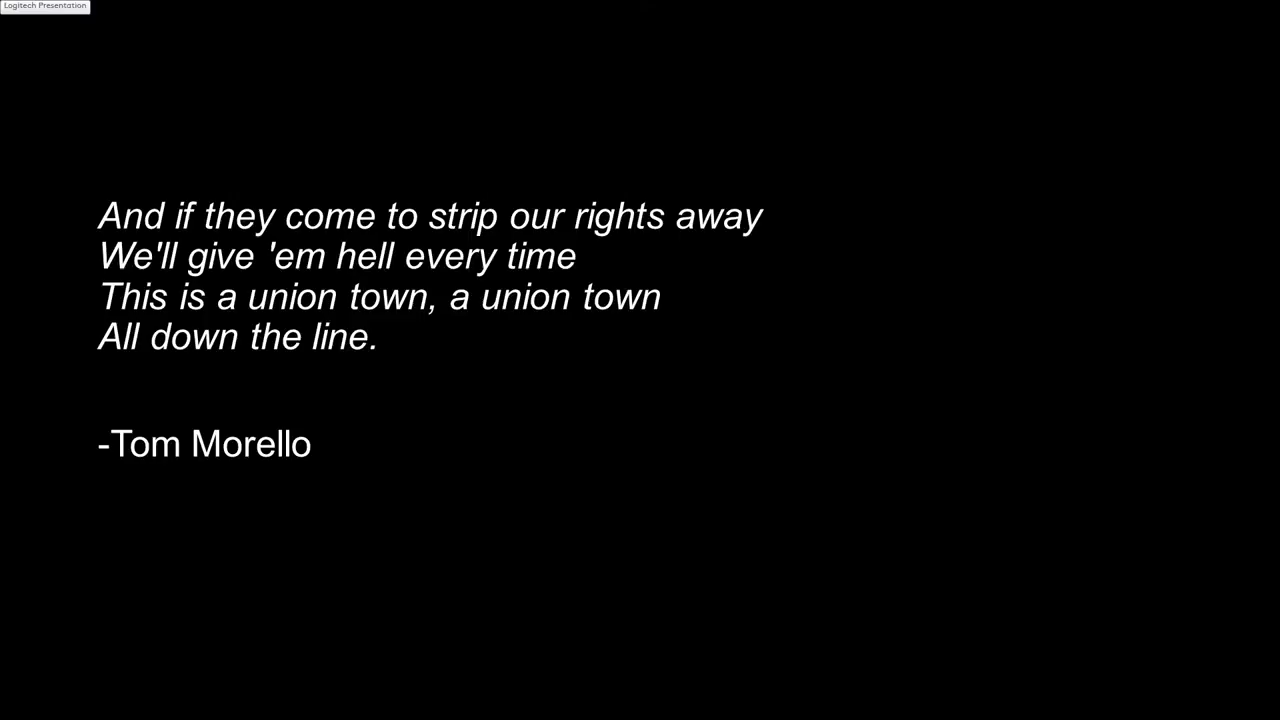 Logitech Presentation
And if they come to strip our rights away
We'll give 'em hell every time
This is a union town, a union town
All down the line.
-Tom Morello